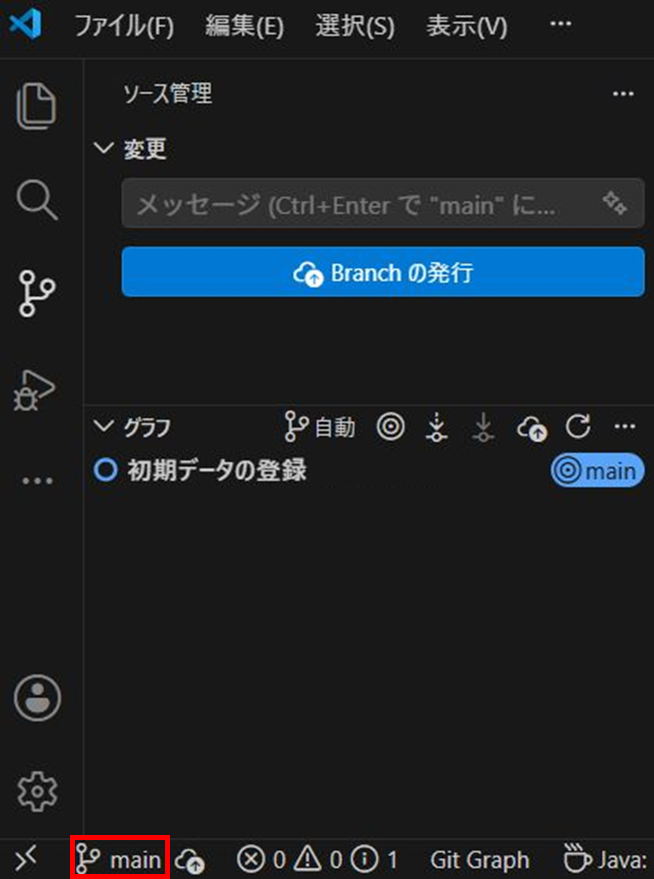 ファイル(F) 編集(E) 選択(S) 表示(V) …
ソース管理 …
変更
メッセージ (Ctrl+Enter で "main" に...
Branch の発行
グラフ 自動 …
初期データの登録 main
…
main 0 0 1 Git Graph Java: